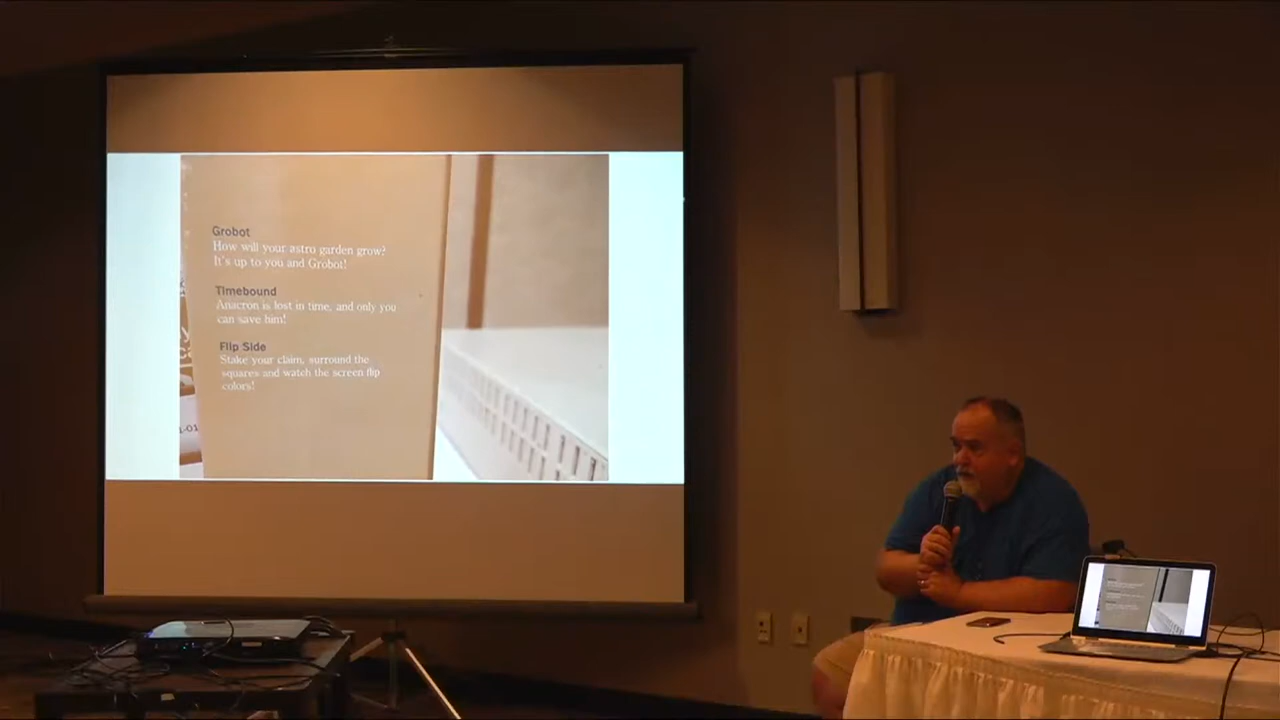 Grobot
How will your astro garden grow?
It's up to you and Grobot!
Timebound
Anacron is lost in time, and only you
can save him!
Flip Side
Stake your claim, surround the
squares and watch the screen flip
colors!
1-01